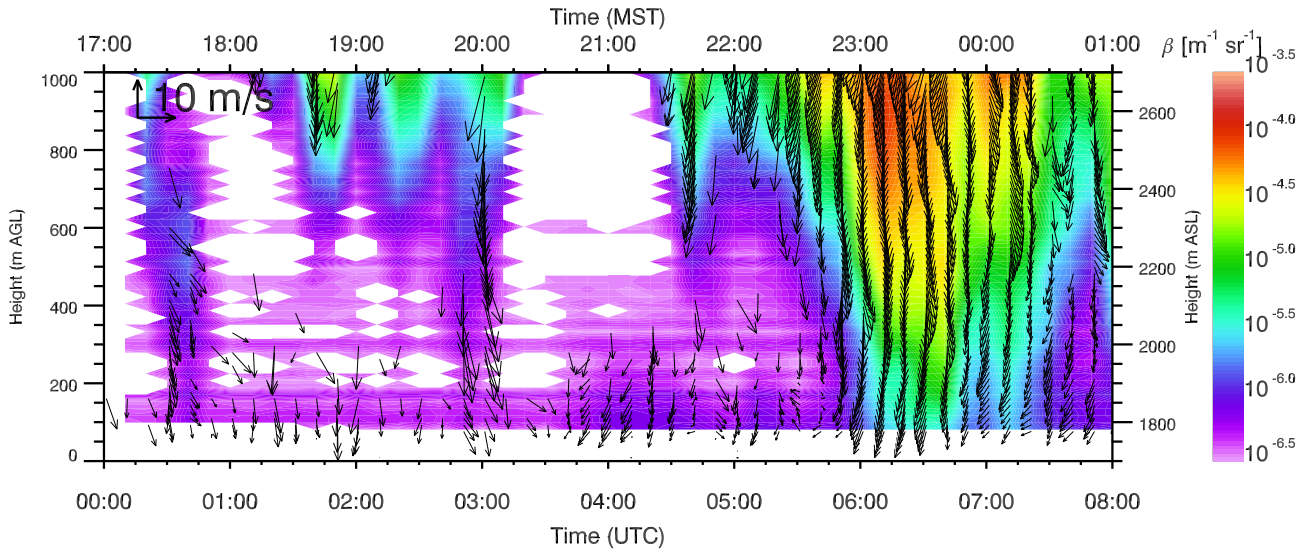 Time (MST)
17:00 18:00 19:00 20:00 21:00 22:00 23:00 00:00 01:00
β [m-1 sr-1]
10 m/s
Height (m AGL)
1000
800
600
400
200
0
2600
2400
2200
2000
1800
Height (m ASL)
10-3.5
10-4.0
10-4.5
10-5.0
10-5.5
10-6.0
10-6.5
00:00 01:00 02:00 03:00 04:00 05:00 06:00 07:00 08:00
Time (UTC)